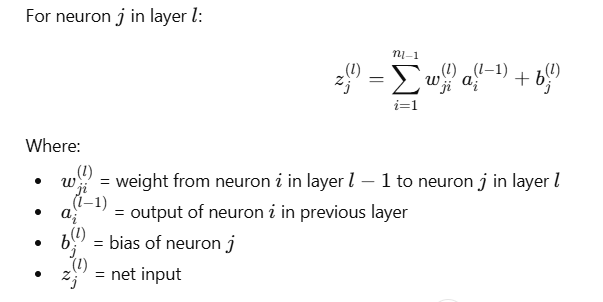 For neuron j in layer l:
z_j^{(l)} = \sum_{i=1}^{n_{l-1}} w_{ji}^{(l)} a_i^{(l-1)} + b_j^{(l)}
Where:
• w_{ji}^{(l)} = weight from neuron i in layer l − 1 to neuron j in layer l
• a_i^{(l-1)} = output of neuron i in previous layer
• b_j^{(l)} = bias of neuron j
• z_j^{(l)} = net input